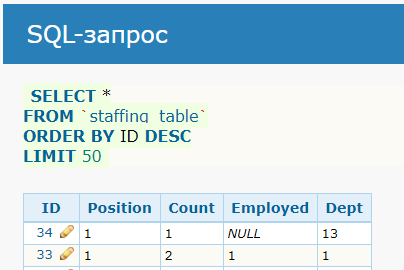 SQL-запрос
SELECT *
FROM `staffing_table`
ORDER BY ID DESC
LIMIT 50
ID Position Count Employed Dept
34 1 1 NULL 13
33 1 2 1 1